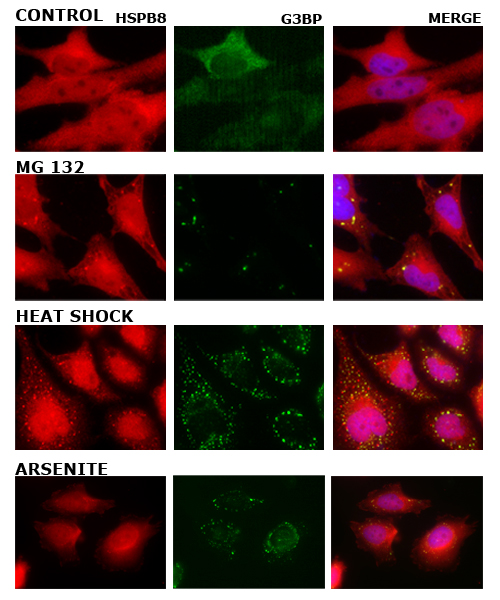 CONTROL HSPB8 G3BP MERGE
MG 132
HEAT SHOCK
ARSENITE